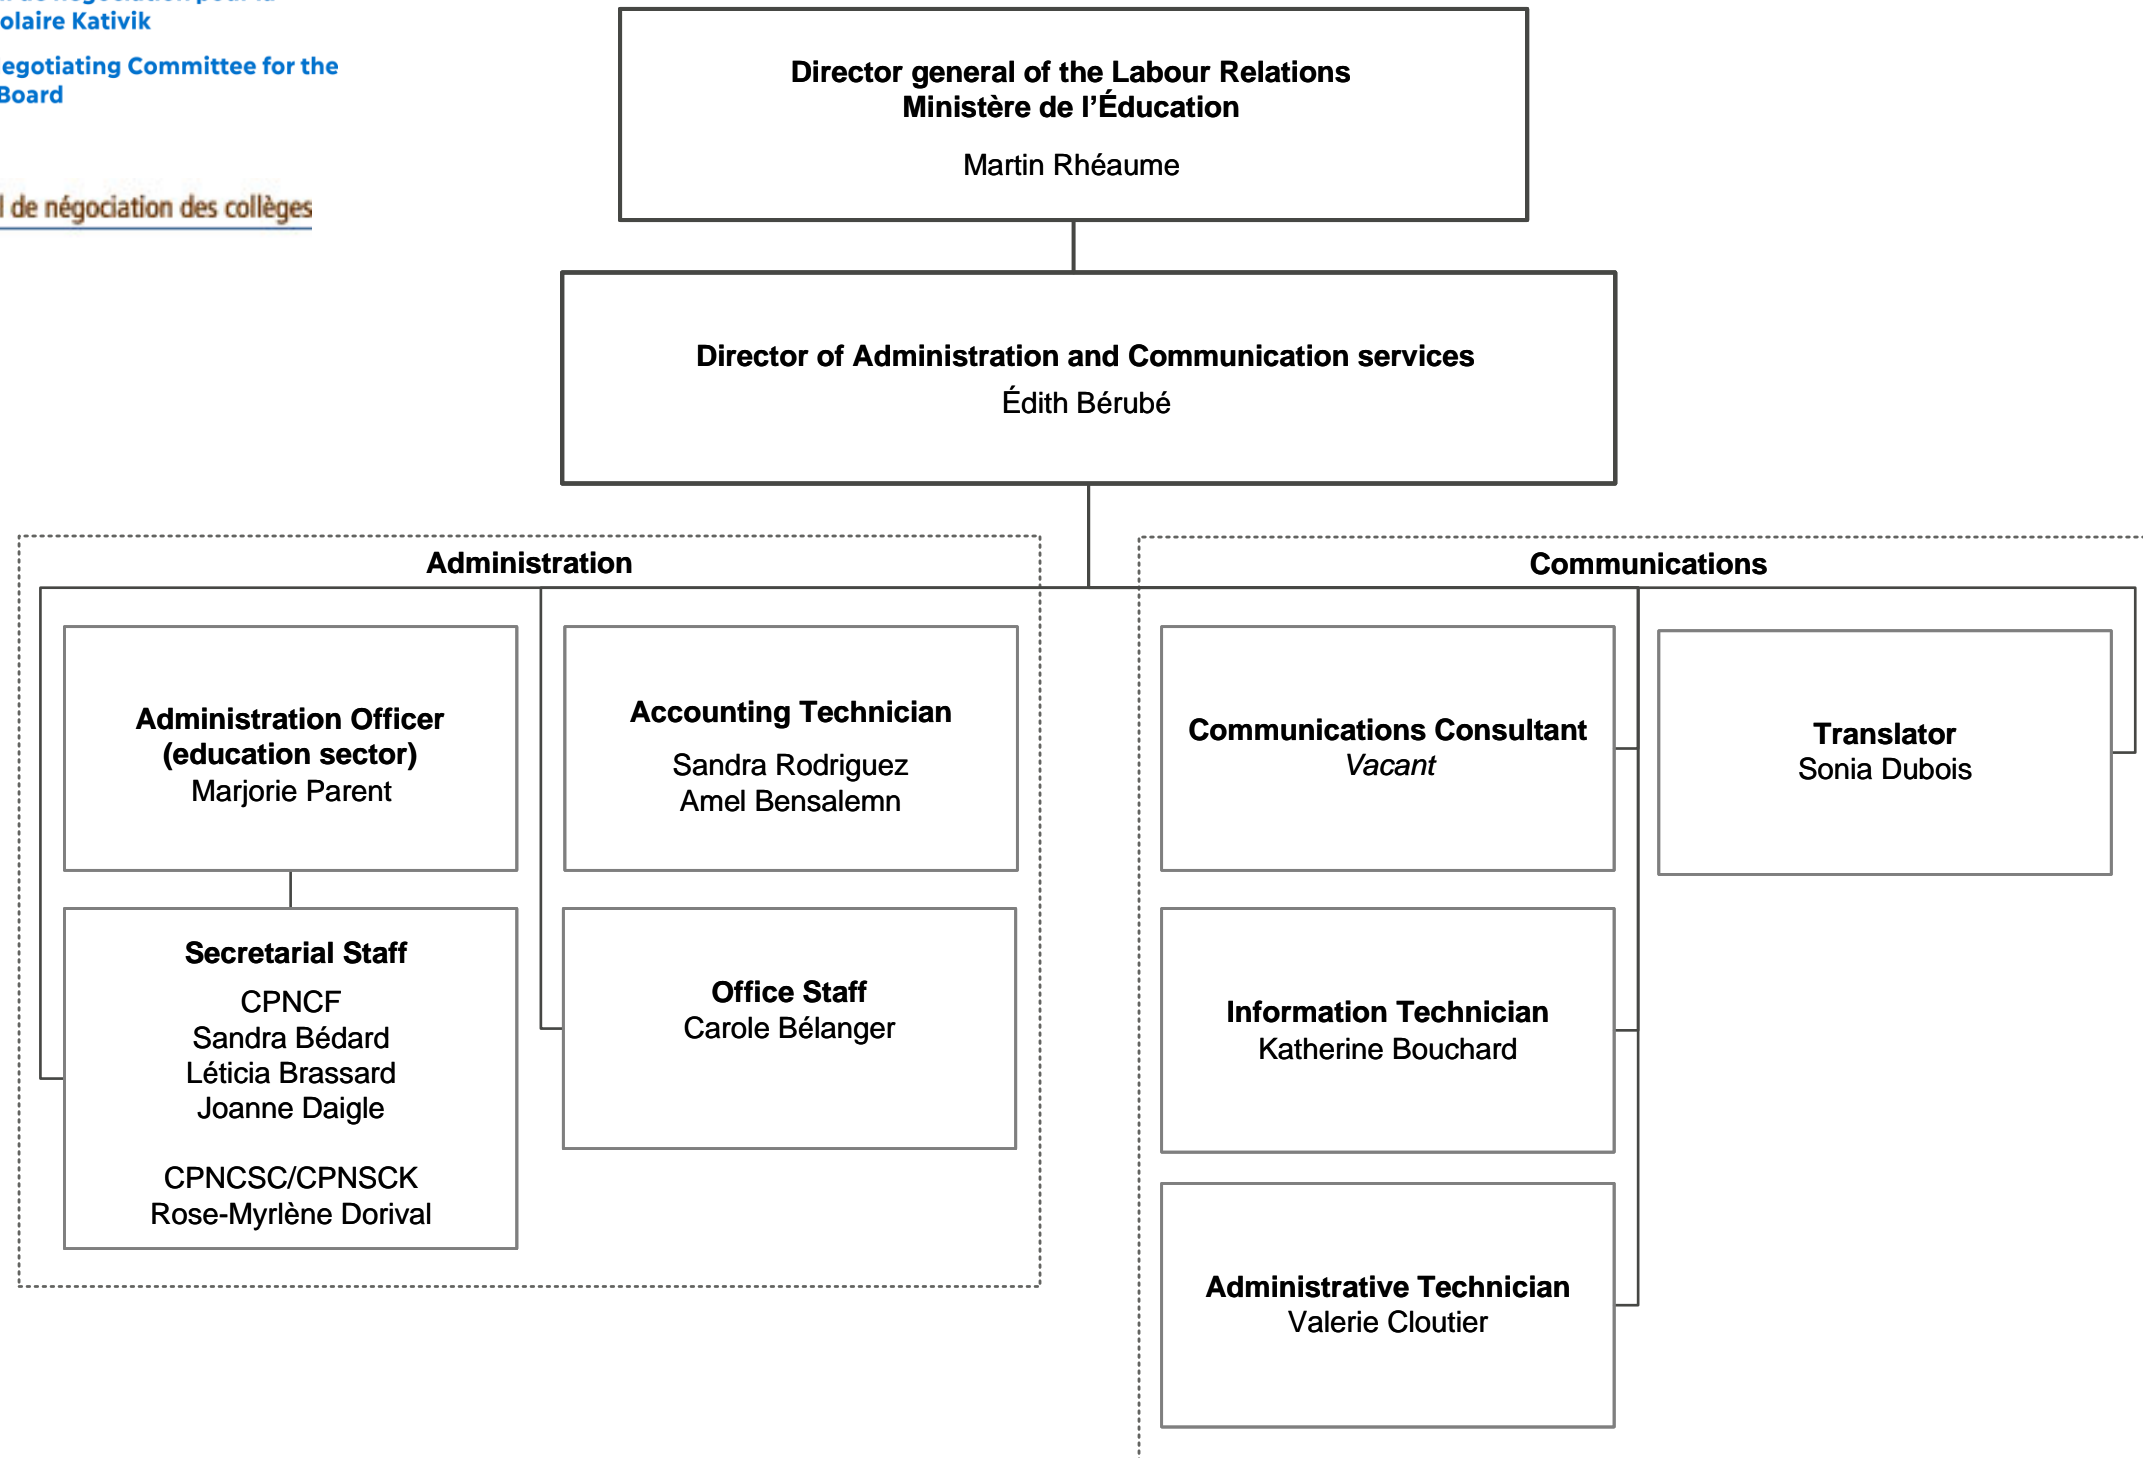 olaire Kativik
egotiating Committee for the
Board
de négociation des collèges
Director general of the Labour Relations
Ministère de l’Éducation
Martin Rhéaume
Director of Administration and Communication services
Édith Bérubé
Administration
Administration Officer
(education sector)
Marjorie Parent
Accounting Technician
Sandra Rodriguez
Amel Bensalemn
Secretarial Staff
CPNCF
Sandra Bédard
Léticia Brassard
Joanne Daigle
CPNCSC/CPNSCK
Rose-Myrlène Dorival
Office Staff
Carole Bélanger
Communications
Communications Consultant
Vacant
Translator
Sonia Dubois
Information Technician
Katherine Bouchard
Administrative Technician
Valerie Cloutier